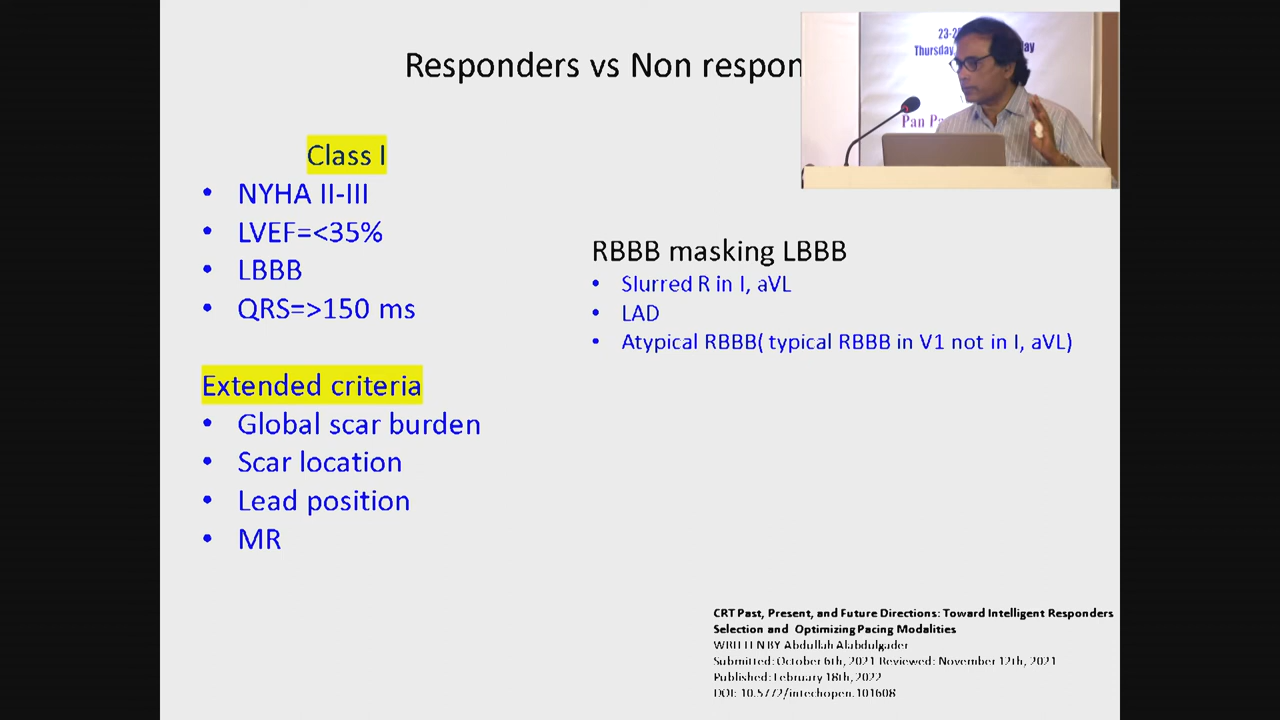 Responders vs Non respon
23-2
Thursday, ay
Pan Pa
Class I
• NYHA II-III
• LVEF=<35%
• LBBB
• QRS=>150 ms
RBBB masking LBBB
• Slurred R in I, aVL
• LAD
• Atypical RBBB( typical RBBB in V1 not in I, aVL)
Extended criteria
• Global scar burden
• Scar location
• Lead position
• MR
CRT Past, Present, and Future Directions: Toward Intelligent Responders
Selection and Optimizing Pacing Modalities
WRITTEN BY Abdullah Alabdulgader
Submitted: October 6th, 2021 Reviewed: November 12th, 2021
Published: February 18th, 2022
DOI: 10.5772/intechopen.101608